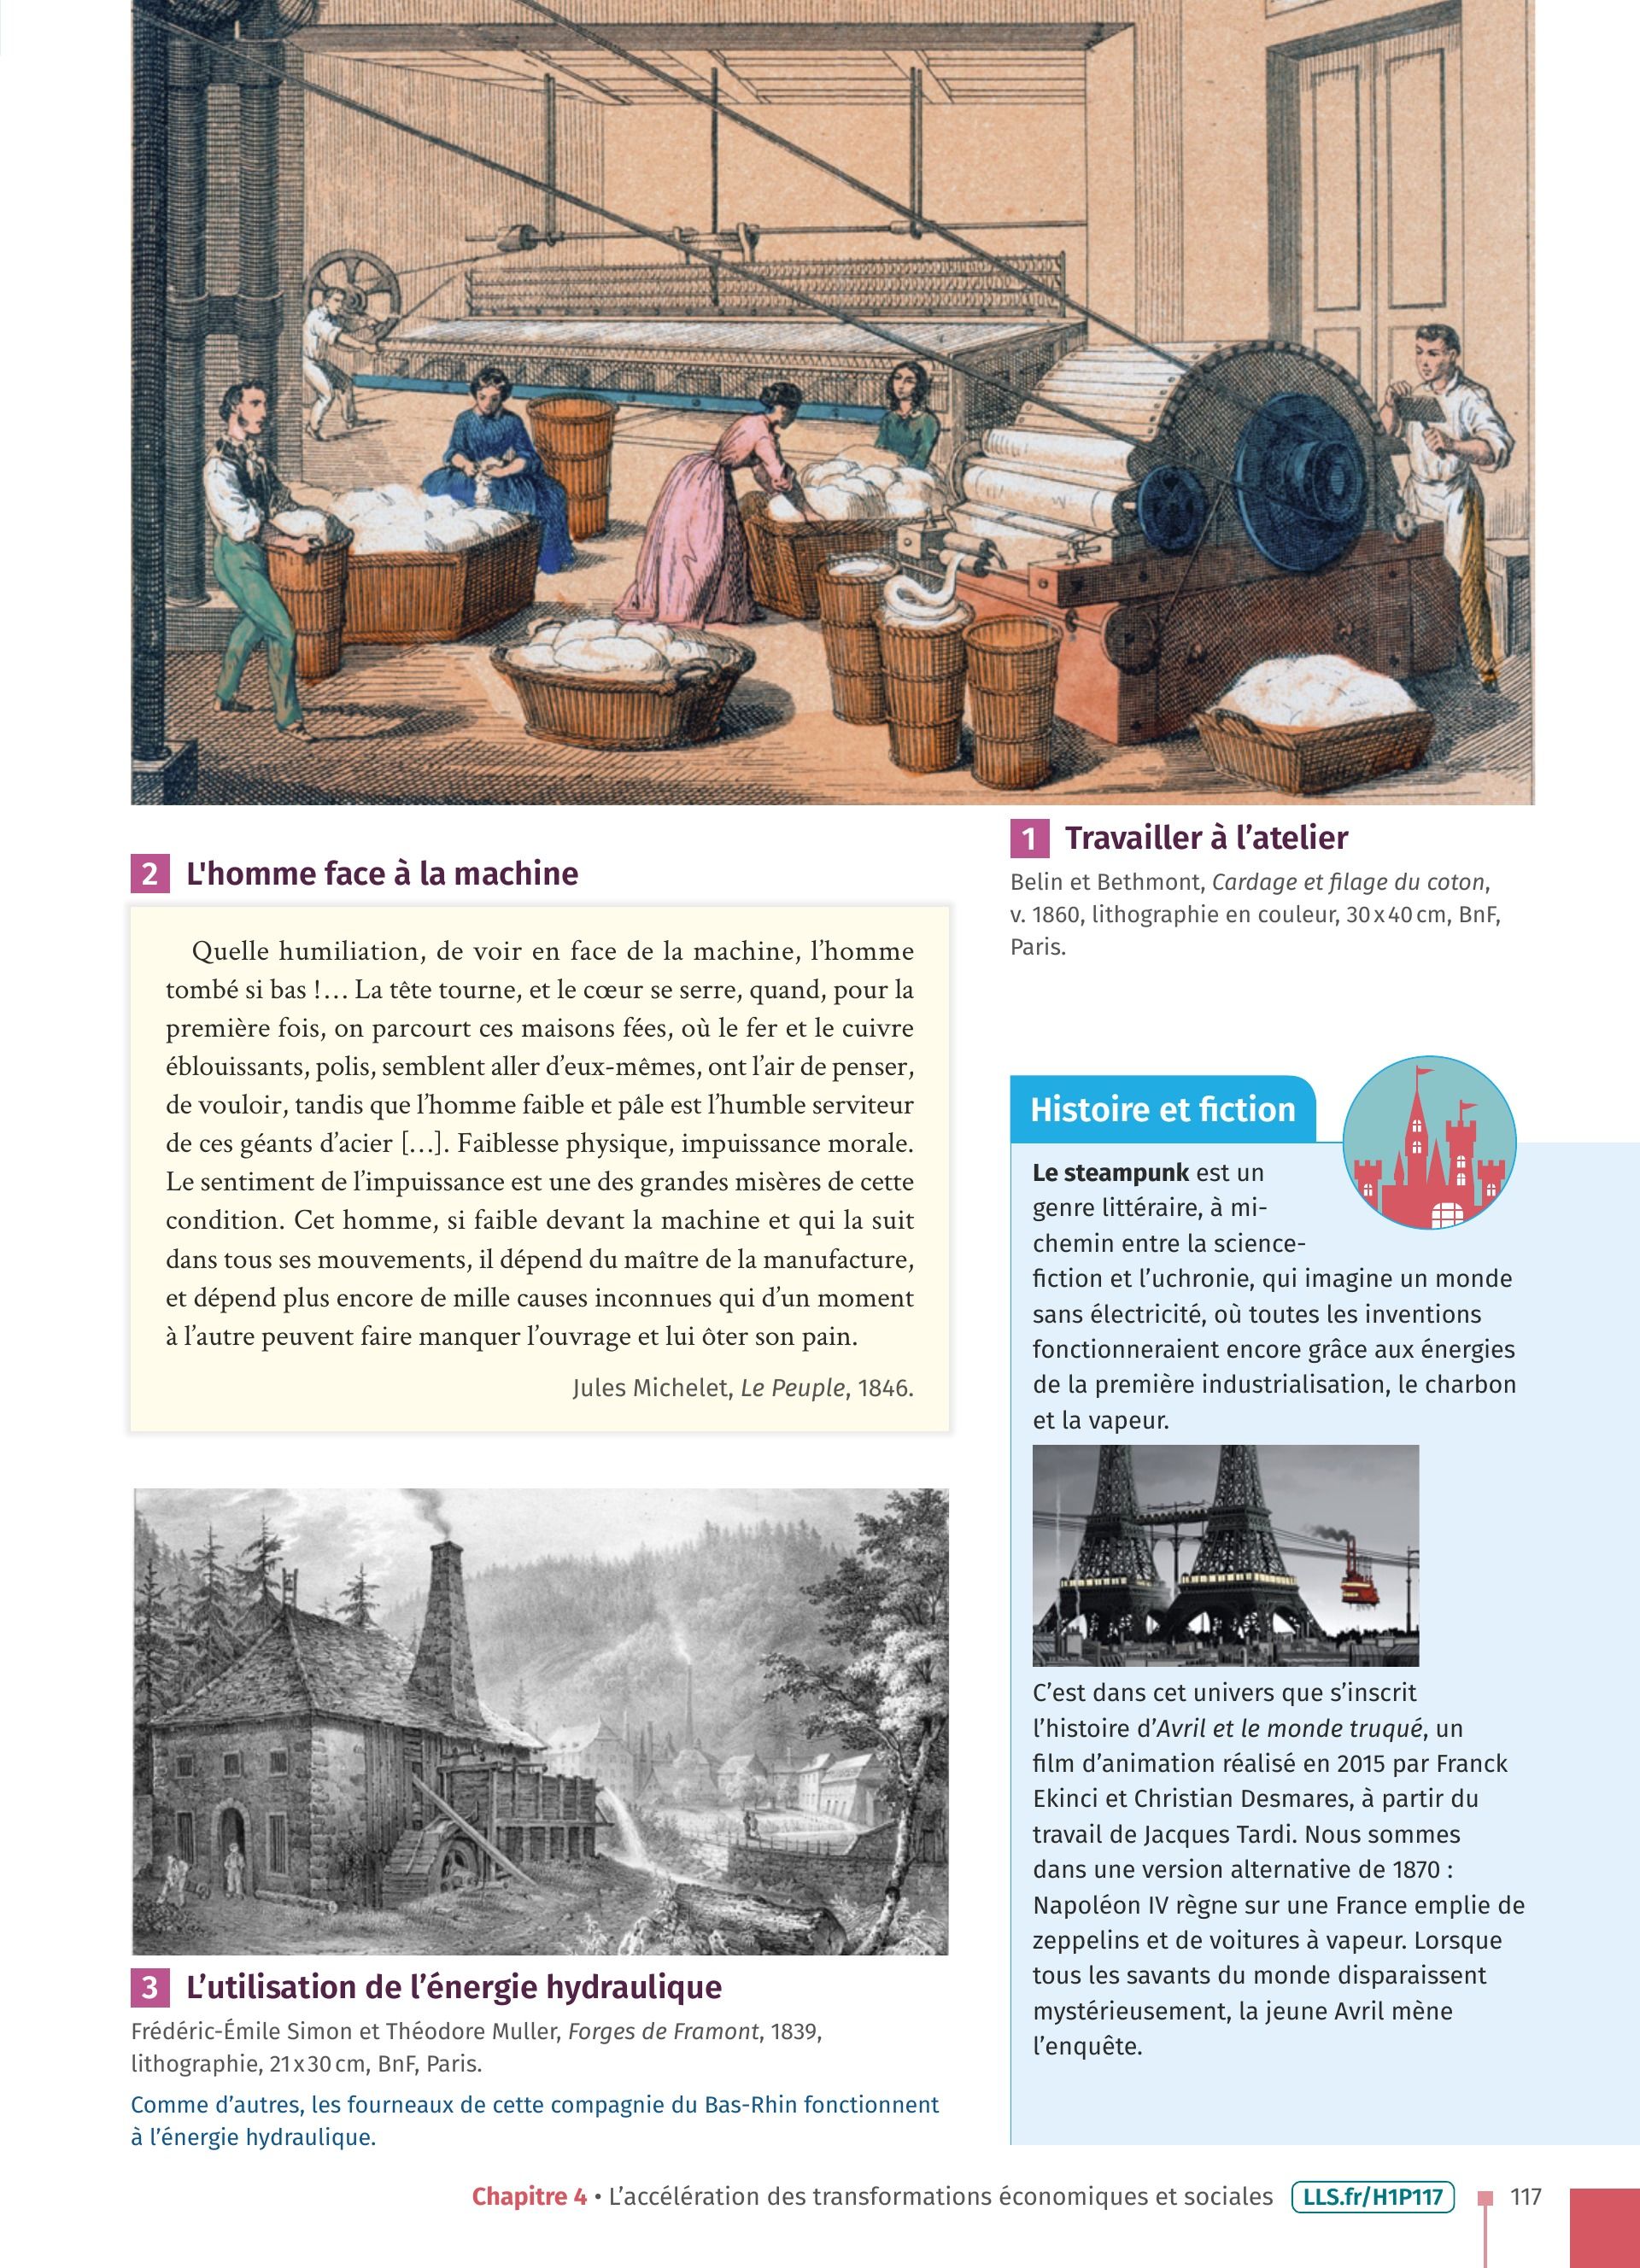 1 Travailler à l'atelier
Belin et Bethmont, Cardage et filage du coton,
v. 1860, lithographie en couleur, 30 x 40 cm, BnF,
Paris.
2 L'homme face à la machine
Quelle humiliation, de voir en face de la machine, l'homme
tombé si bas !… La tête tourne, et le cœur se serre, quand, pour la
première fois, on parcourt ces maisons fées, où le fer et le cuivre
éblouissants, polis, semblent aller d'eux-mêmes, ont l'air de penser,
de vouloir, tandis que l'homme faible et pâle est l'humble serviteur
de ces géants d'acier […]. Faiblesse physique, impuissance morale.
Le sentiment de l'impuissance est une des grandes misères de cette
condition. Cet homme, si faible devant la machine et qui la suit
dans tous ses mouvements, il dépend du maître de la manufacture,
et dépend plus encore de mille causes inconnues qui d'un moment
à l'autre peuvent faire manquer l'ouvrage et lui ôter son pain.
Jules Michelet, Le Peuple, 1846.
3 L'utilisation de l'énergie hydraulique
Frédéric-Émile Simon et Théodore Muller, Forges de Framont, 1839,
lithographie, 21 x 30 cm, BnF, Paris.
Comme d'autres, les fourneaux de cette compagnie du Bas-Rhin fonctionnent
à l'énergie hydraulique.
Histoire et fiction
Le steampunk est un
genre littéraire, à mi-
chemin entre la science-
fiction et l'uchronie, qui imagine un monde
sans électricité, où toutes les inventions
fonctionneraient encore grâce aux énergies
de la première industrialisation, le charbon
et la vapeur.
C'est dans cet univers que s'inscrit
l'histoire d'Avril et le monde truqué, un
film d'animation réalisé en 2015 par Franck
Ekinci et Christian Desmares, à partir du
travail de Jacques Tardi. Nous sommes
dans une version alternative de 1870 :
Napoléon IV règne sur une France emplie de
zeppelins et de voitures à vapeur. Lorsque
tous les savants du monde disparaissent
mystérieusement, la jeune Avril mène
l'enquête.
Chapitre 4 • L'accélération des transformations économiques et sociales LLS.fr/H1P117 117